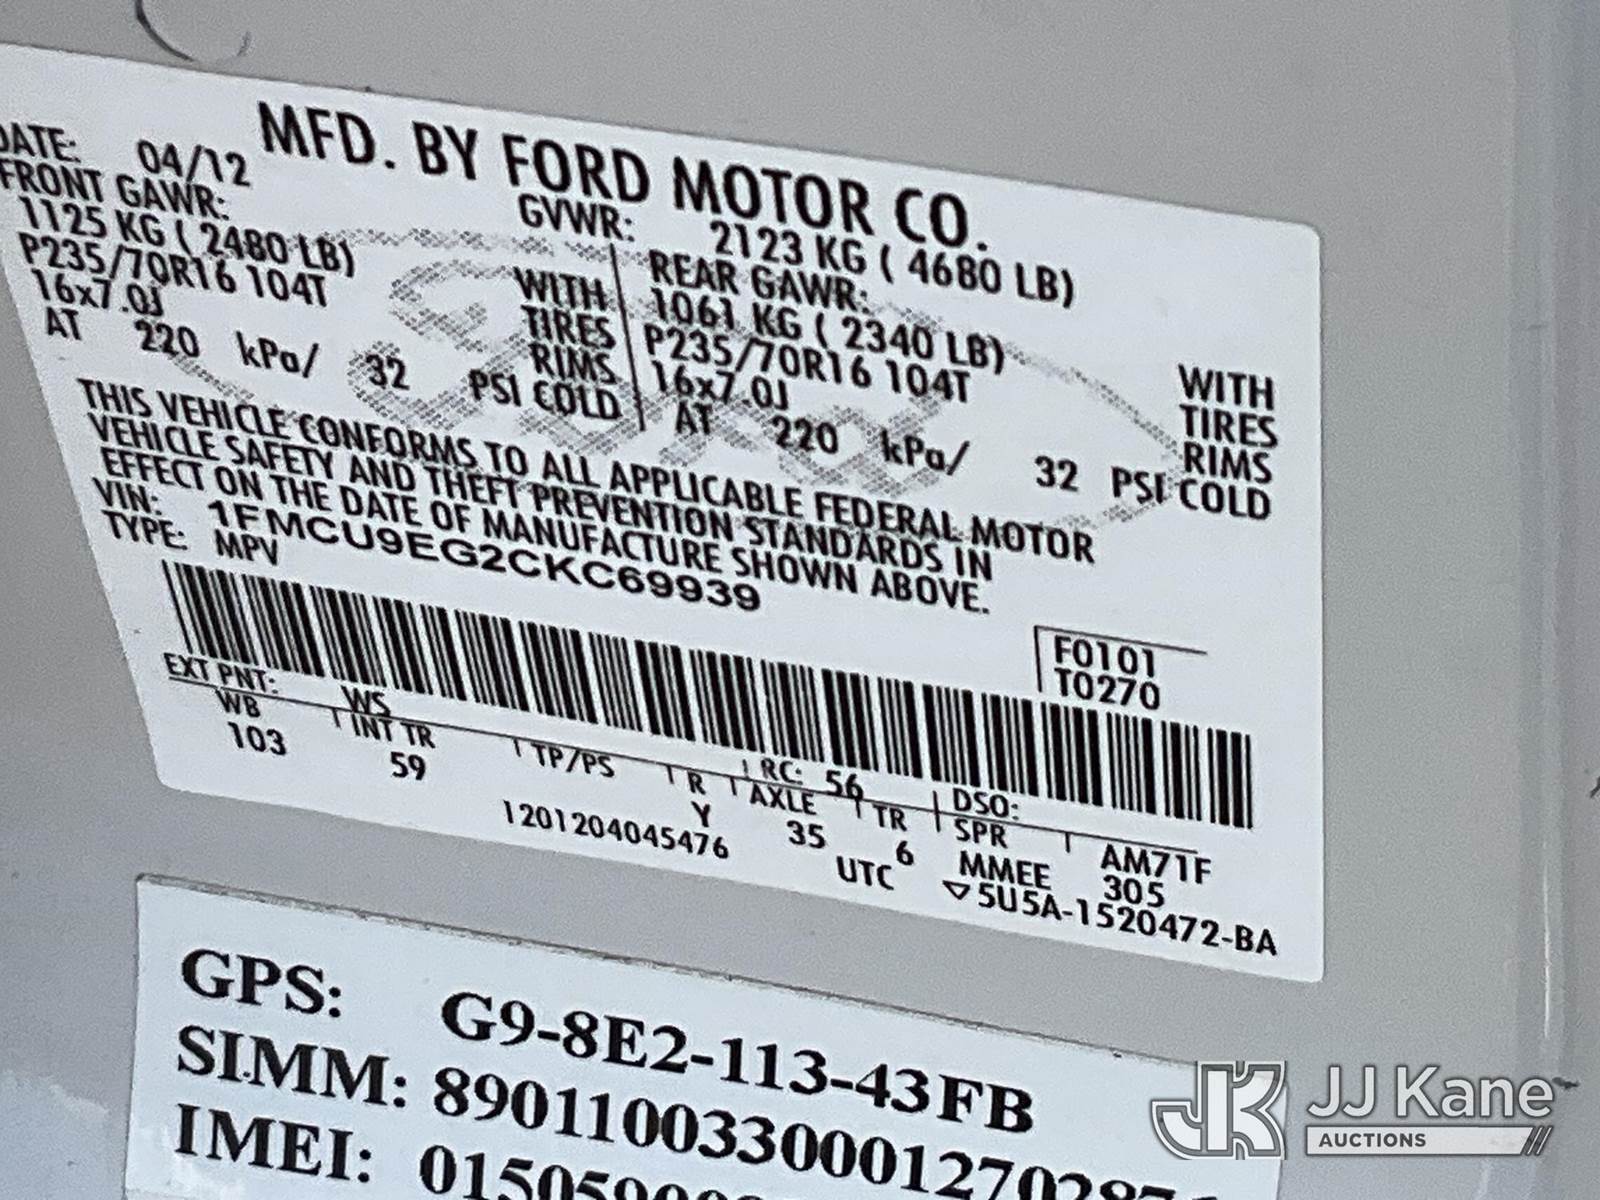 MFD. BY FORD MOTOR CO.
DATE: 04/12 GVWR: 2123 KG ( 4680 LB)
FRONT GAWR: REAR GAWR:
1125 KG ( 2480 LB) 1061 KG ( 2340 LB)
P235/70R16 104T WITH TIRES P235/70R16 104T WITH TIRES
16x7.0J RIMS 16x7.0J RIMS
AT 220 kPa/ 32 PSI COLD AT 220 kPa/ 32 PSI COLD
THIS VEHICLE CONFORMS TO ALL APPLICABLE FEDERAL MOTOR
VEHICLE SAFETY AND THEFT PREVENTION STANDARDS IN
EFFECT ON THE DATE OF MANUFACTURE SHOWN ABOVE.
VIN: 1FMCU9EG2CKC69939
TYPE: MPV
F0101
T0270
EXT PNT: WS RC: 56 DSO:
WB INT TR TP/PS R AXLE TR SPR AM71F
103 59 Y 35 6 MMEE 305
1201204045476 UTC ▽5U5A-1520472-BA
GPS: G9-8E2-113-43FB
SIMM: 8901100330001270287
IMEI: 01505900
JK JJ Kane
AUCTIONS